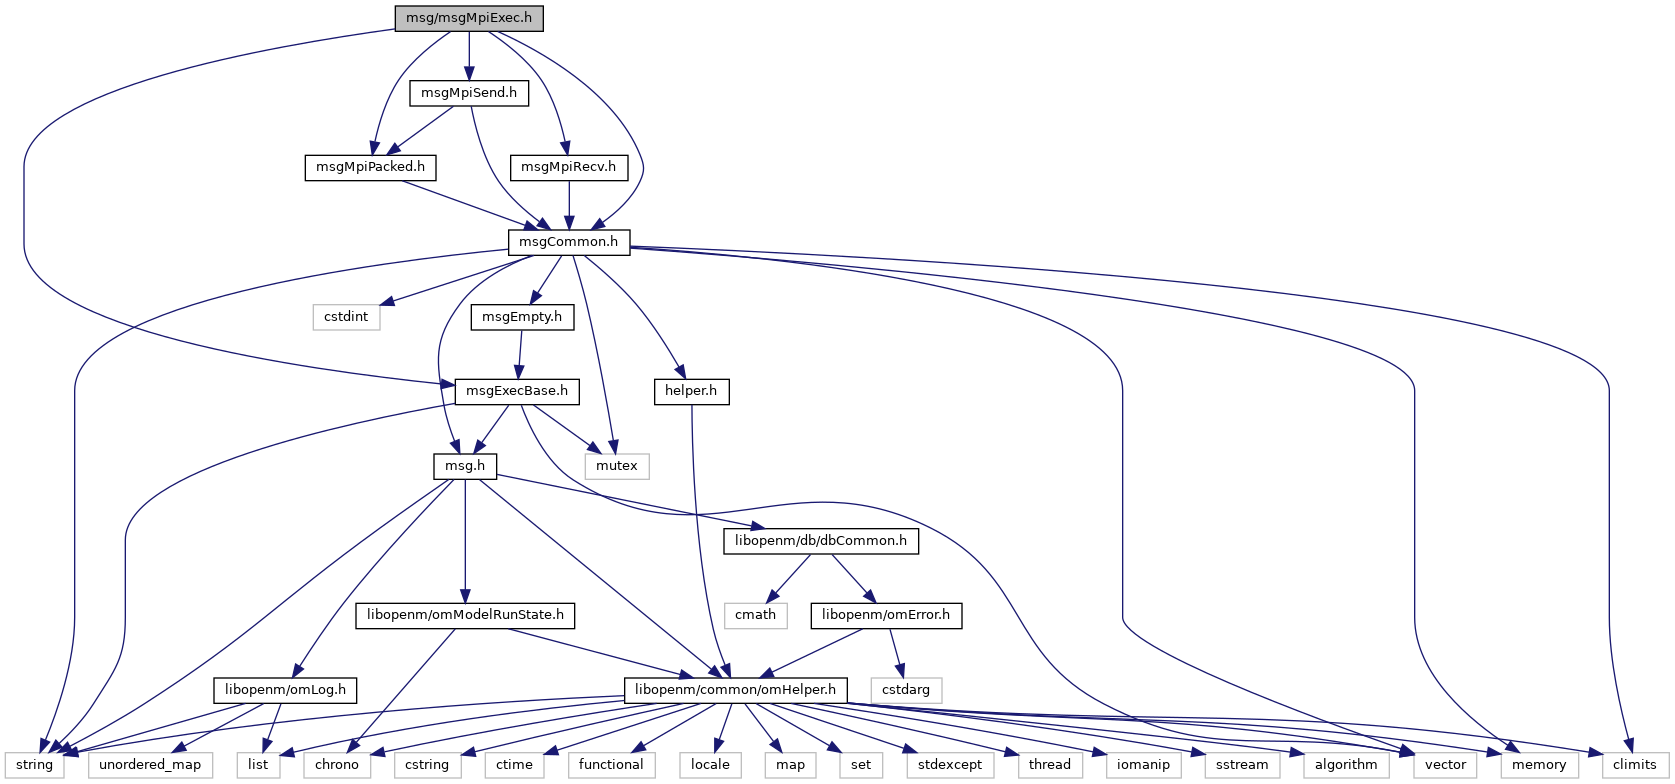 msg/msgMpiExec.h
msgMpiSend.h
msgMpiPacked.h
msgMpiRecv.h
msgCommon.h
cstdint
msgEmpty.h
msgExecBase.h
helper.h
msg.h
mutex
libopenm/db/dbCommon.h
libopenm/omModelRunState.h
cmath
libopenm/omError.h
libopenm/omLog.h
libopenm/common/omHelper.h
cstdarg
string
unordered_map
list
chrono
cstring
ctime
functional
locale
map
set
stdexcept
thread
iomanip
sstream
algorithm
vector
memory
climits